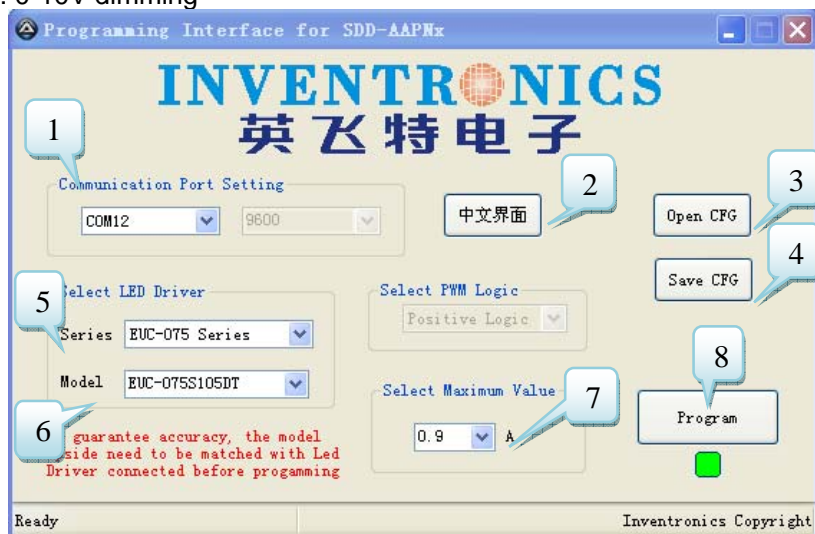 0-10V dimming
Programming Interface for SDD-AAPNx
INVENTRONICS
英飞特电子
1
Communication Port Setting
COM12
9600
2
中文界面
3
Open CFG
4
Save CFG
5
Select LED Driver
Series
EUC-075 Series
Model
EUC-075S105DT
6
Select PWM Logic
Positive Logic
7
Select Maximum Value
0.9
A
8
Program
guarantee accuracy, the model
side need to be matched with Led
Driver connected before progamming
Ready
Inventronics Copyright